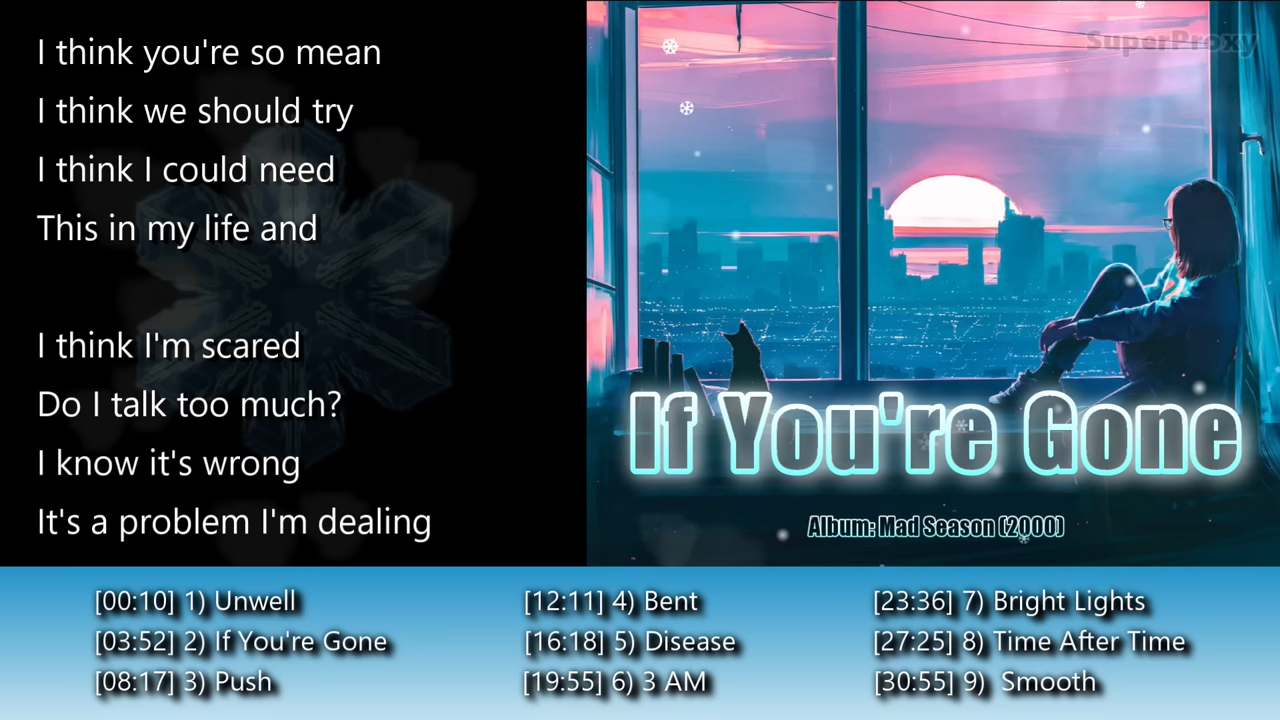 I think you're so mean
I think we should try
I think I could need
This in my life and
I think I'm scared
Do I talk too much?
I know it's wrong
It's a problem I'm dealing
SuperProxy
If You're Gone
Album: Mad Season (2000)
[00:10] 1) Unwell
[03:52] 2) If You're Gone
[08:17] 3) Push
[12:11] 4) Bent
[16:18] 5) Disease
[19:55] 6) 3 AM
[23:36] 7) Bright Lights
[27:25] 8) Time After Time
[30:55] 9) Smooth